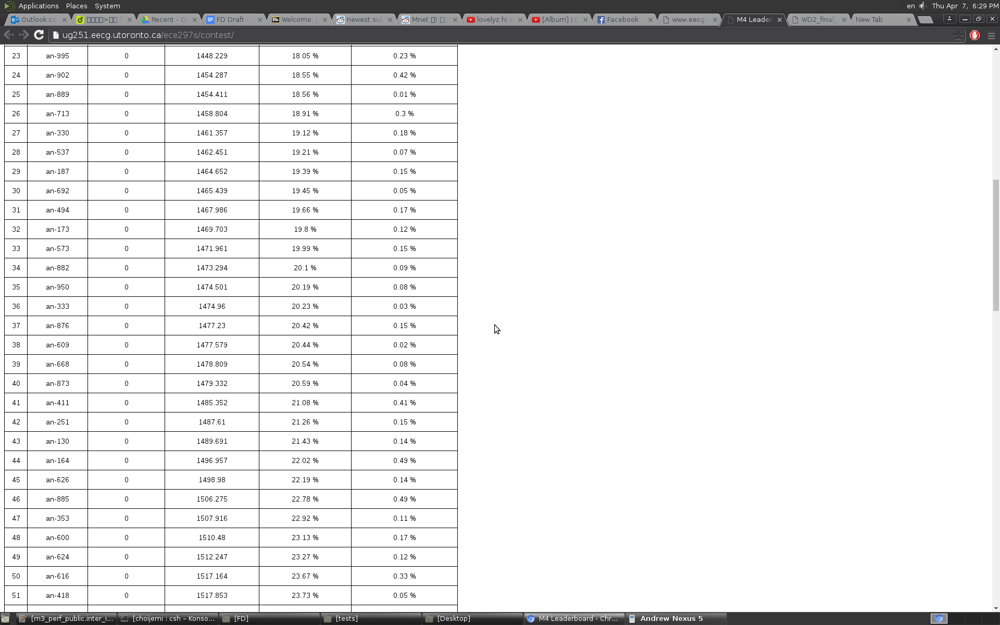 Applications Places System
en Thu Apr 7, 6:29 PM
Outlook.co
Recent - G
FD Draft -
Welcome,
newest sub
Mnet
lovelyz hi a
[Album] LO
Facebook
www.eecg.
M4 Leader
WD2_final_
New Tab
ug251.eecg.utoronto.ca/ece297s/contest/
23 an-995 0 1448.229 18.05 % 0.23 %
24 an-902 0 1454.287 18.55 % 0.42 %
25 an-889 0 1454.411 18.56 % 0.01 %
26 an-713 0 1458.804 18.91 % 0.3 %
27 an-330 0 1461.357 19.12 % 0.18 %
28 an-537 0 1462.451 19.21 % 0.07 %
29 an-187 0 1464.652 19.39 % 0.15 %
30 an-692 0 1465.439 19.45 % 0.05 %
31 an-494 0 1467.986 19.66 % 0.17 %
32 an-173 0 1469.703 19.8 % 0.12 %
33 an-573 0 1471.961 19.99 % 0.15 %
34 an-882 0 1473.294 20.1 % 0.09 %
35 an-950 0 1474.501 20.19 % 0.08 %
36 an-333 0 1474.96 20.23 % 0.03 %
37 an-876 0 1477.23 20.42 % 0.15 %
38 an-609 0 1477.579 20.44 % 0.02 %
39 an-668 0 1478.809 20.54 % 0.08 %
40 an-873 0 1479.332 20.59 % 0.04 %
41 an-411 0 1485.352 21.08 % 0.41 %
42 an-251 0 1487.61 21.26 % 0.15 %
43 an-130 0 1489.691 21.43 % 0.14 %
44 an-164 0 1496.957 22.02 % 0.49 %
45 an-626 0 1498.98 22.19 % 0.14 %
46 an-885 0 1506.275 22.78 % 0.49 %
47 an-353 0 1507.916 22.92 % 0.11 %
48 an-600 0 1510.48 23.13 % 0.17 %
49 an-624 0 1512.247 23.27 % 0.12 %
50 an-616 0 1517.164 23.67 % 0.33 %
51 an-418 0 1517.853 23.73 % 0.05 %
[m3_perf_public.inter_i... [choijemi : csh – Konso... [FD] [tests] [Desktop] M4 Leaderboard - Chr... Andrew Nexus 5